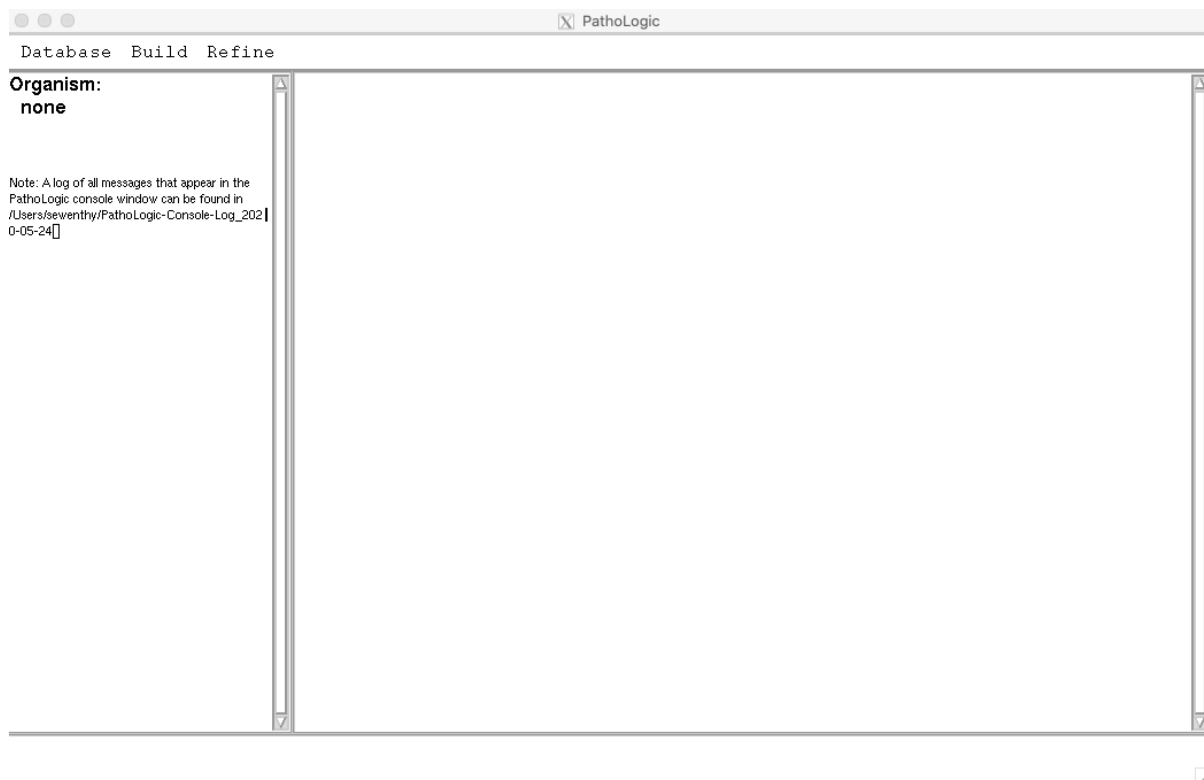 PathoLogic
Database Build Refine
Organism:
none
Note: A log of all messages that appear in the
PathoLogic console window can be found in
/Users/sewenthy/PathoLogic-Console-Log_202
0-05-24